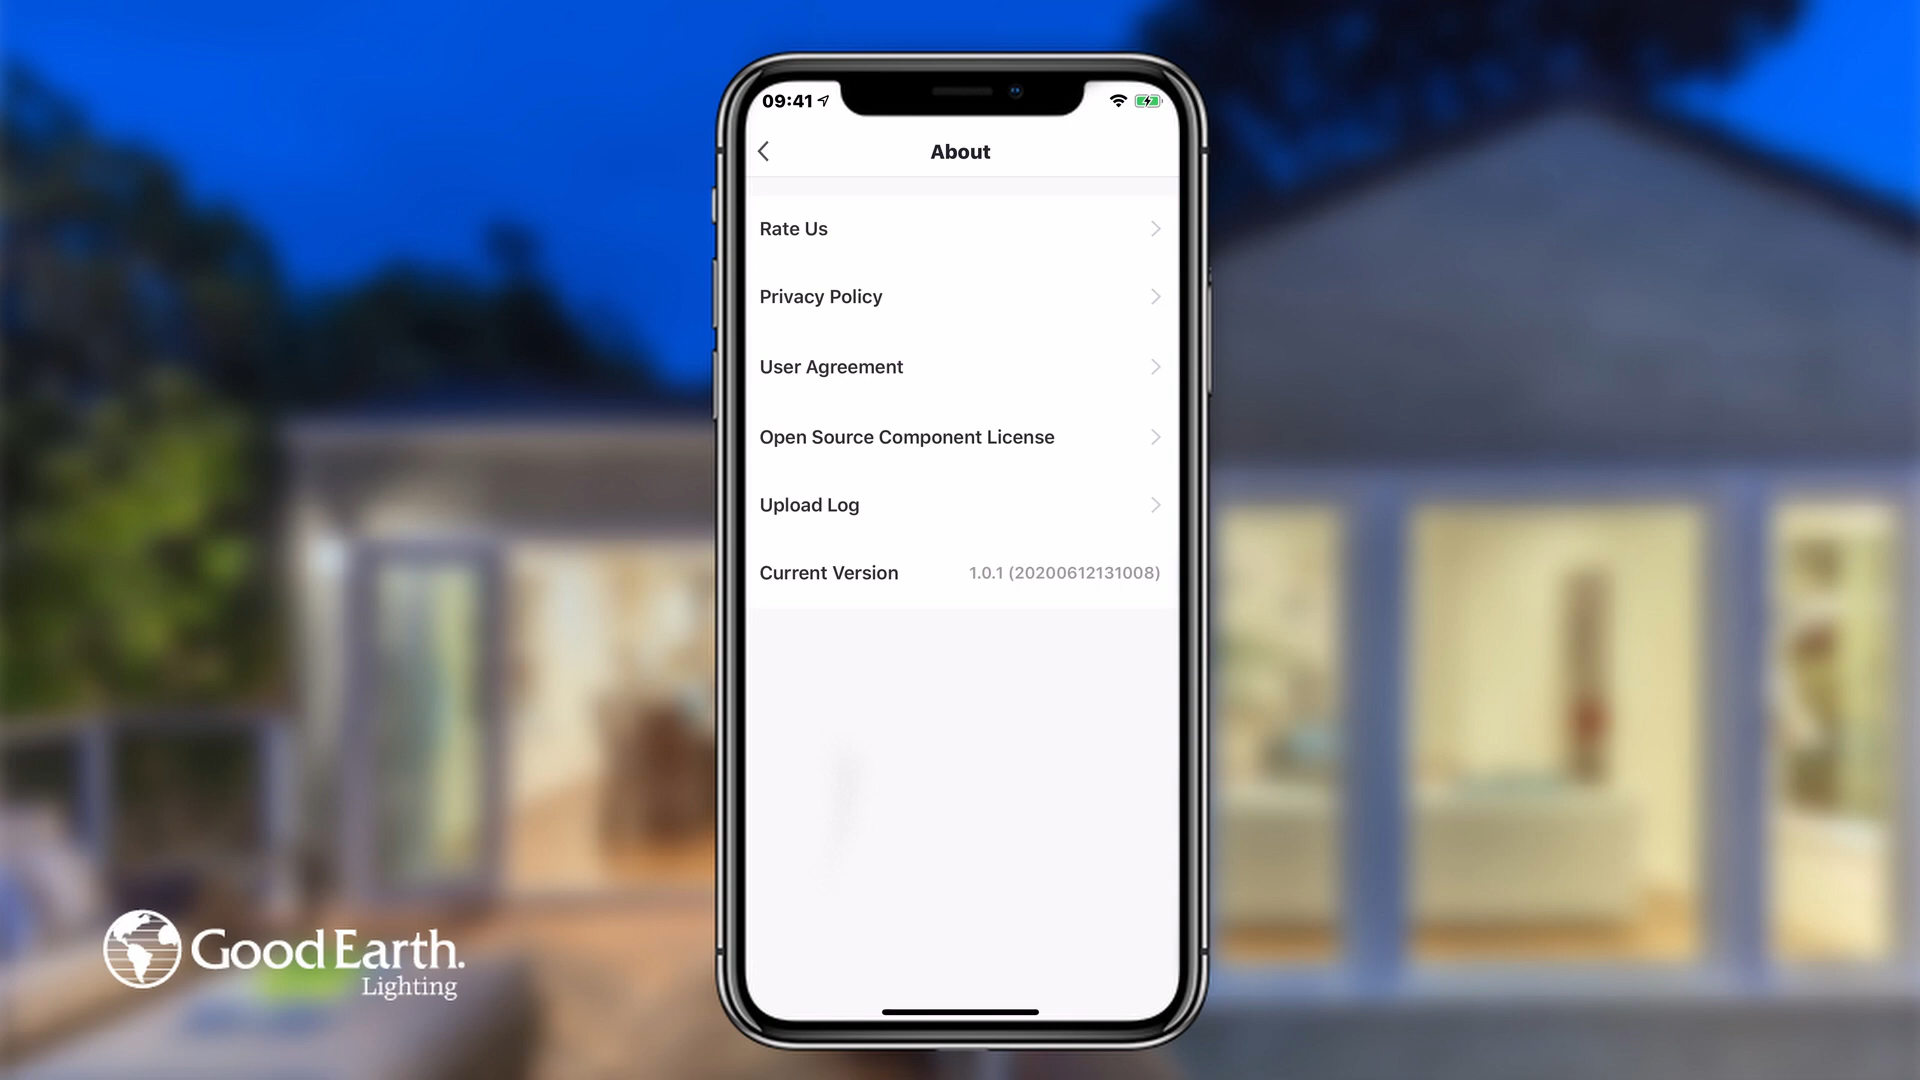 09:41
About
Rate Us
Privacy Policy
User Agreement
Open Source Component License
Upload Log
Current Version 1.0.1 (20200612131008)
Good Earth.
Lighting